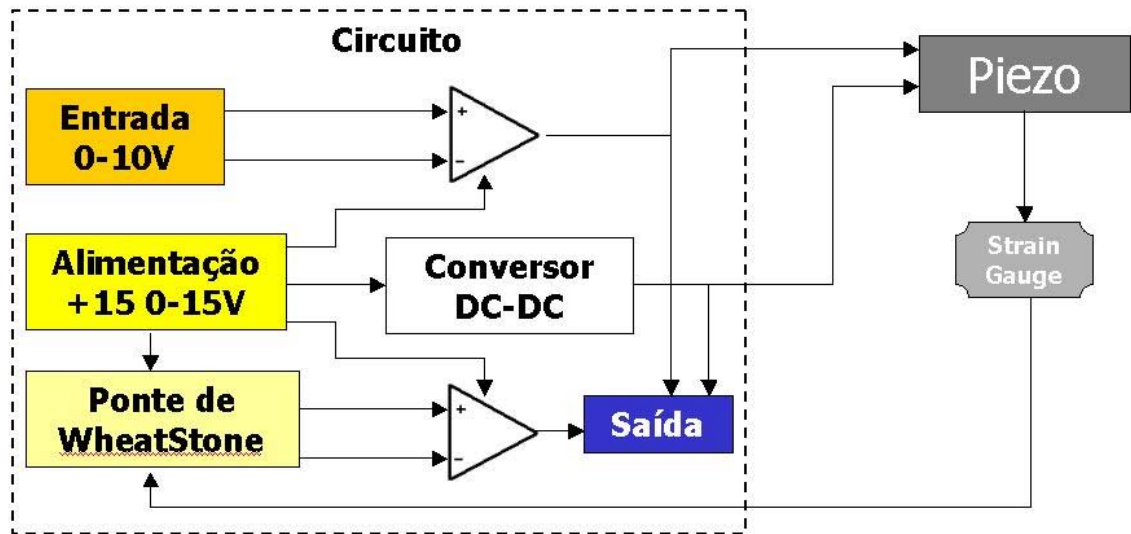 Circuito
Entrada
0-10V
+
−
Piezo
Alimentação
+15 0-15V
Conversor
DC-DC
Strain
Gauge
Ponte de
WheatStone
+
−
Saída